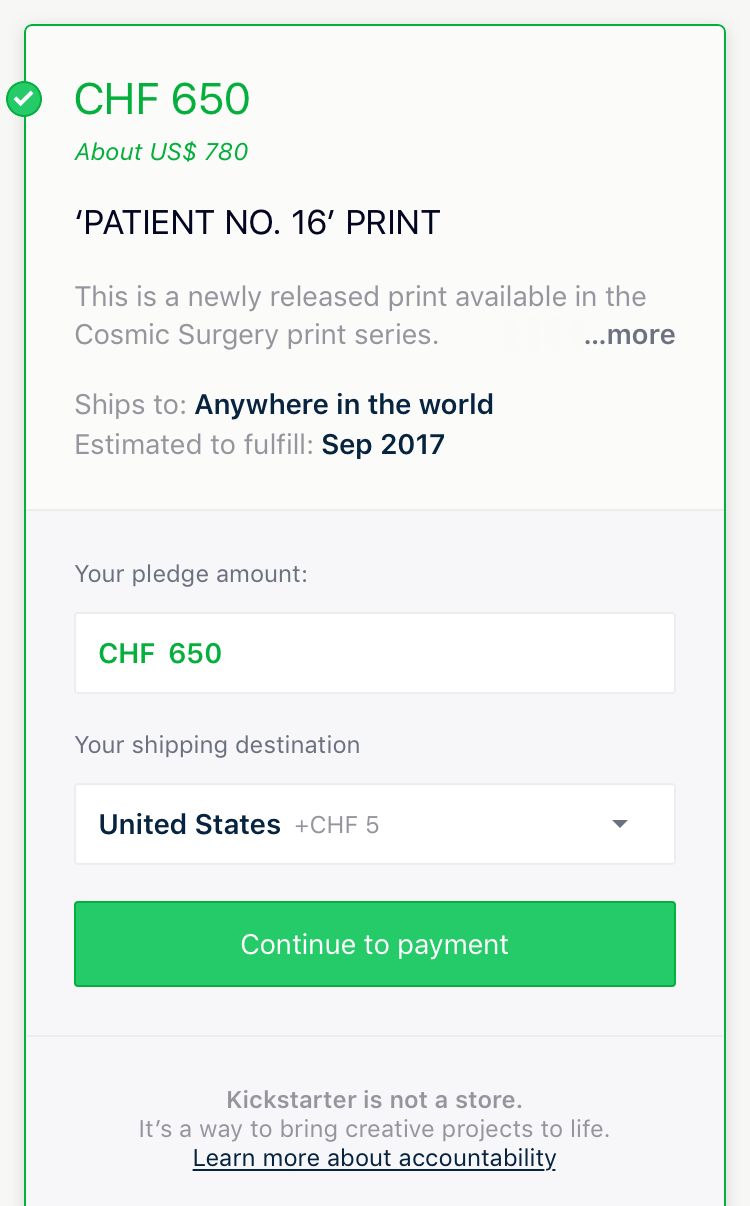 CHF 650
About US$ 780
‘PATIENT NO. 16’ PRINT
This is a newly released print available in the
Cosmic Surgery print series. ...more
Ships to: Anywhere in the world
Estimated to fulfill: Sep 2017
Your pledge amount:
CHF 650
Your shipping destination
United States +CHF 5
Continue to payment
Kickstarter is not a store.
It’s a way to bring creative projects to life.
Learn more about accountability